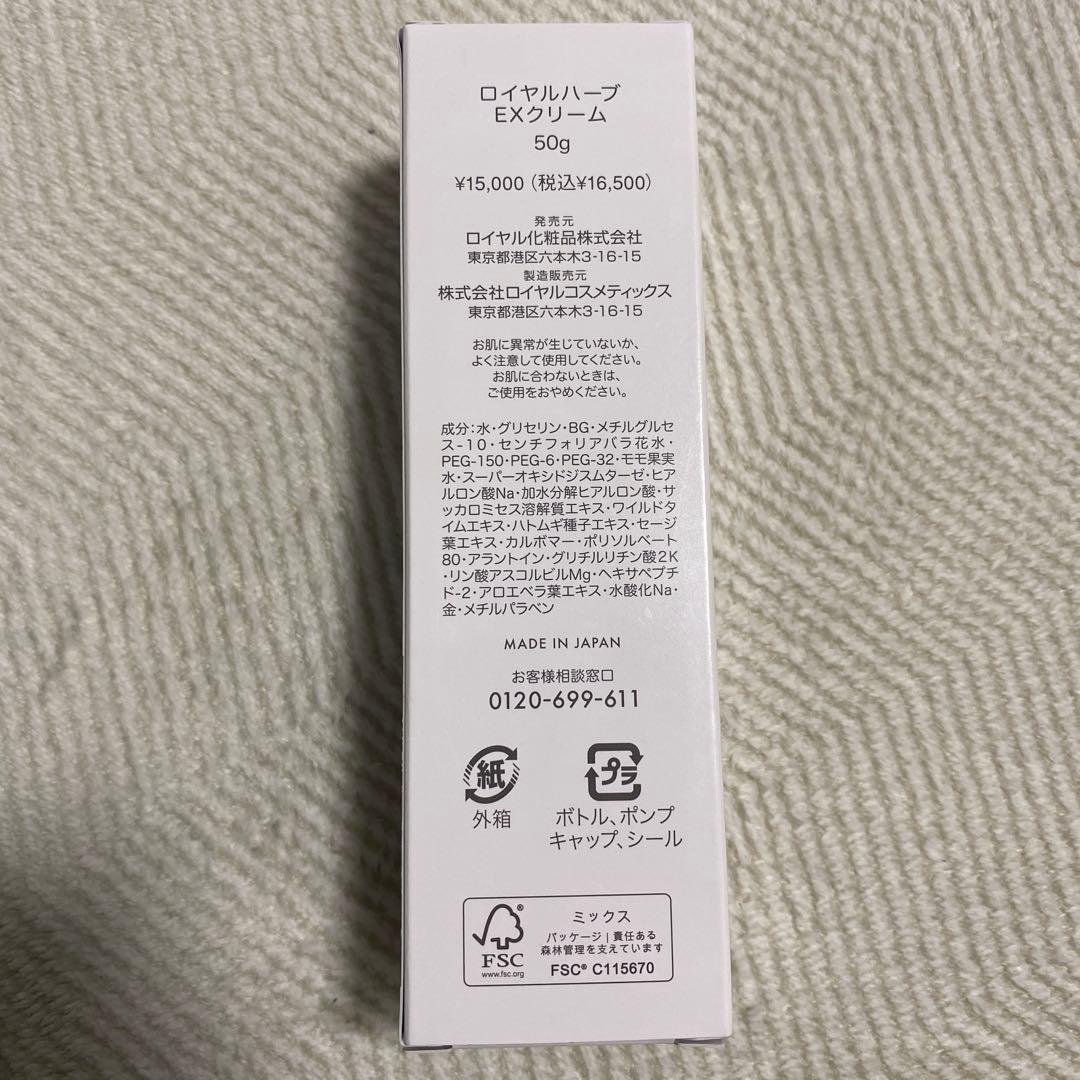 ロイヤルハーブ
EXクリーム
50g
¥15,000（税込¥16,500）
発売元
ロイヤル化粧品株式会社
東京都港区六本木3-16-15
製造販売元
株式会社ロイヤルコスメティックス
東京都港区六本木3-16-15
お肌に異常が生じていないか、
よく注意して使用してください。
お肌に合わないときは、
ご使用をおやめください。
成分：水・グリセリン・BG・メチルグルセ
ス-10・センチフォリアバラ花水・
PEG-150・PEG-6・PEG-32・モモ果実
水・スーパーオキシドジスムターゼ・ヒア
ルロン酸Na・加水分解ヒアルロン酸・サ
ッカロミセス溶解質エキス・ワイルドタ
イムエキス・ハトムギ種子エキス・セージ
葉エキス・カルボマー・ポリソルベート
80・アラントイン・グリチルリチン酸2K
・リン酸アスコルビルMg・ヘキサペプチ
ド-2・アロエベラ葉エキス・水酸化Na・
金・メチルパラベン
MADE IN JAPAN
お客様相談窓口
0120-699-611
紙
外箱
プラ
ボトル、ポンプ
キャップ、シール
®
FSC
www.fsc.org
ミックス
パッケージ｜責任ある
森林管理を支えています
FSC® C115670